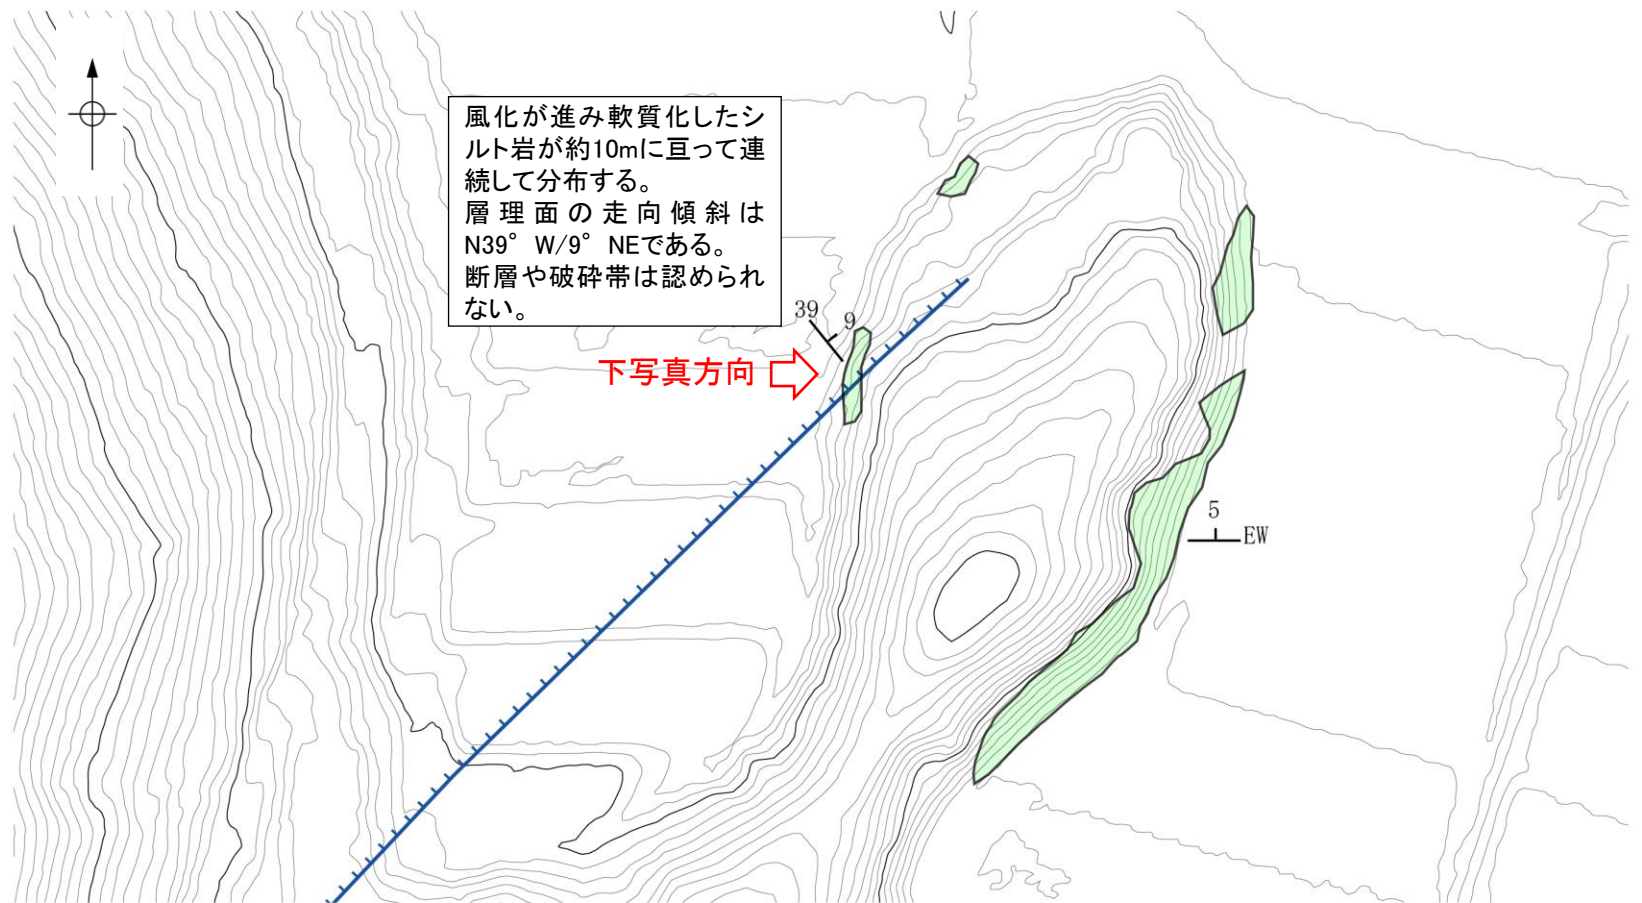 風化が進み軟質化したシ
ルト岩が約10mに亘って連
続して分布する。
層理面の走向傾斜は
N39° W/9° NEである。
断層や破砕帯は認められ
ない。
39
9
下写真方向
5
EW